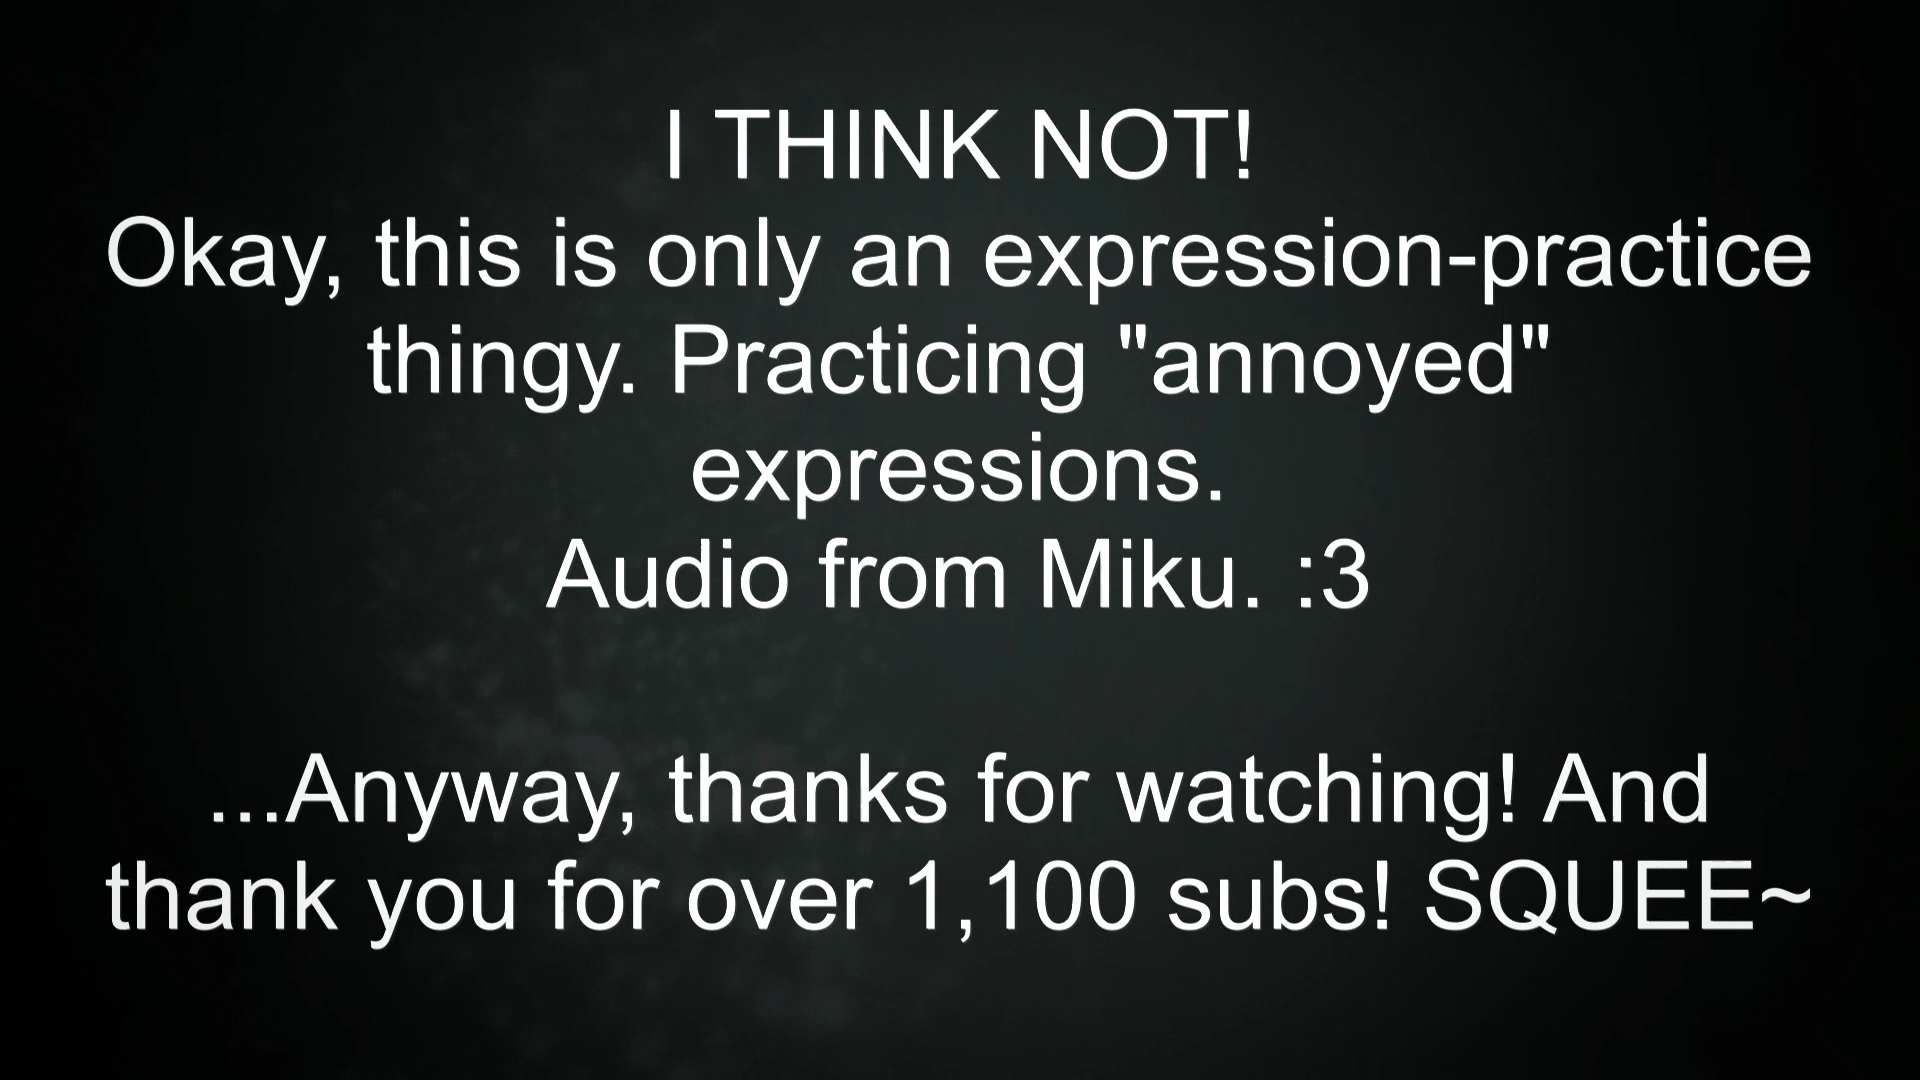 I THINK NOT!
Okay, this is only an expression-practice
thingy. Practicing "annoyed"
expressions.
Audio from Miku. :3
...Anyway, thanks for watching! And
thank you for over 1,100 subs! SQUEE~